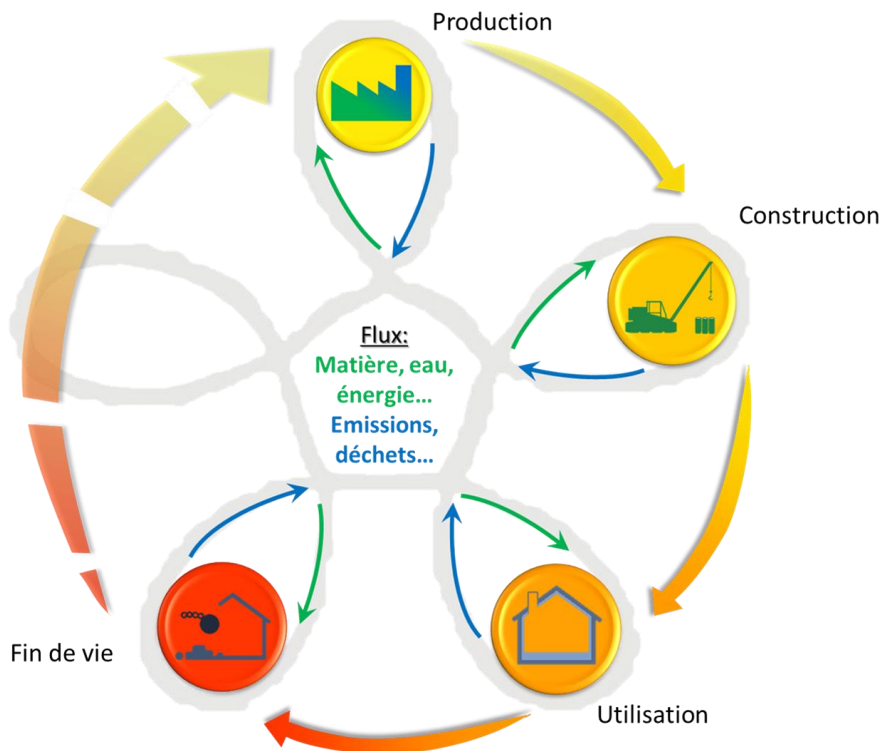 Production
Construction
Flux:
Matière, eau,
énergie...
Emissions,
déchets...
Fin de vie
Utilisation